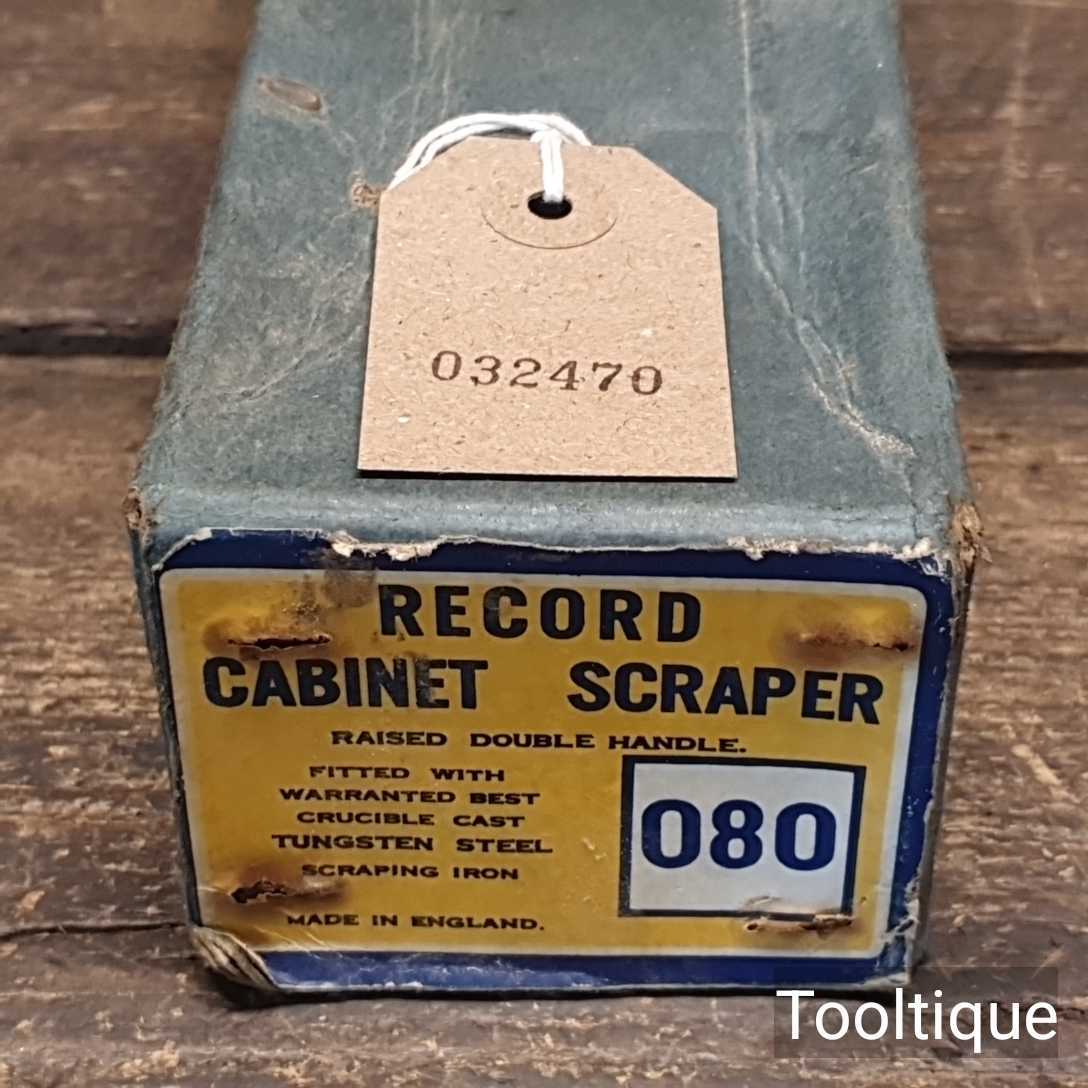 032470
RECORD
CABINET SCRAPER
RAISED DOUBLE HANDLE.
FITTED WITH
WARRANTED BEST
CRUCIBLE CAST
TUNGSTEN STEEL
SCRAPING IRON
MADE IN ENGLAND.
080
Tooltique